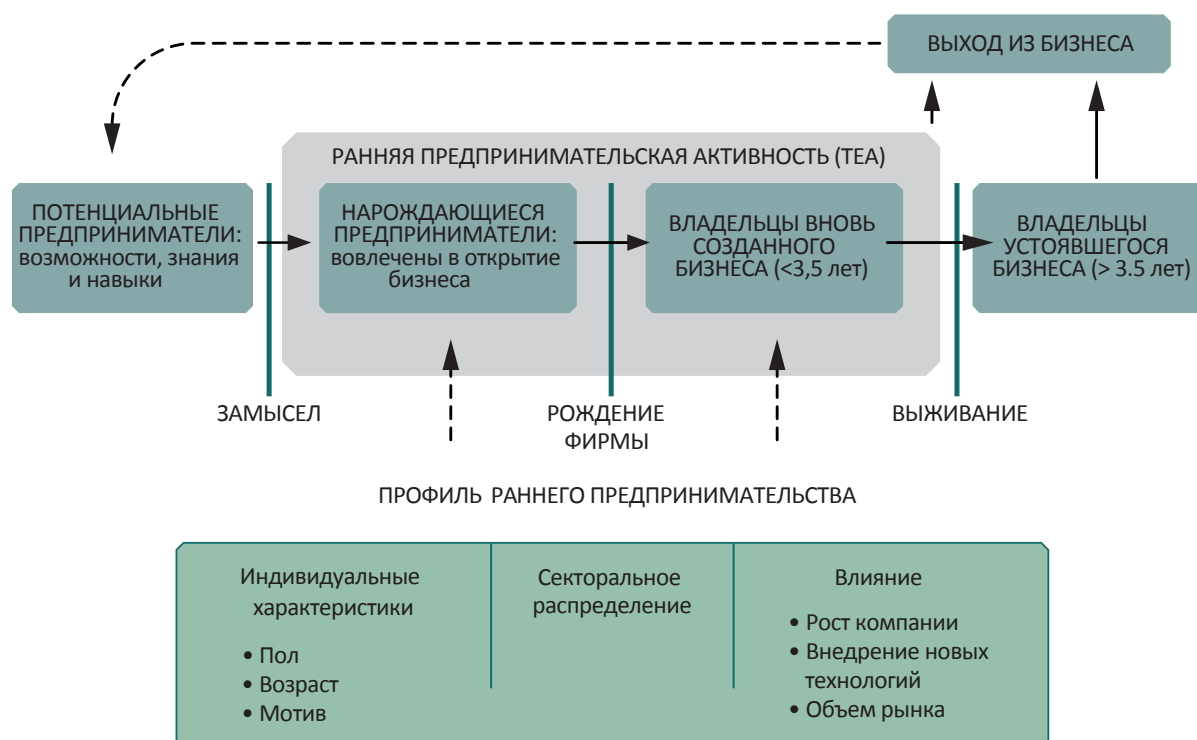 ВЫХОД ИЗ БИЗНЕСА
РАННЯЯ ПРЕДПРИНИМАТЕЛЬСКАЯ АКТИВНОСТЬ (TEA)
ПОТЕНЦИАЛЬНЫЕ
ПРЕДПРИНИМАТЕЛИ:
возможности, знания
и навыки
НАРОЖДАЮЩИЕСЯ
ПРЕДПРИНИМАТЕЛИ:
вовлечены в открытие
бизнеса
ВЛАДЕЛЬЦЫ ВНОВЬ
СОЗДАННОГО
БИЗНЕСА (<3,5 лет)
ВЛАДЕЛЬЦЫ
УСТОЯВШЕГОСЯ
БИЗНЕСА (> 3.5 лет)
ЗАМЫСЕЛ
РОЖДЕНИЕ
ФИРМЫ
ВЫЖИВАНИЕ
ПРОФИЛЬ РАННЕГО ПРЕДПРИНИМАТЕЛЬСТВА
Индивидуальные
характеристики
• Пол
• Возраст
• Мотив
Секторальное
распределение
Влияние
• Рост компании
• Внедрение новых
технологий
• Объем рынка